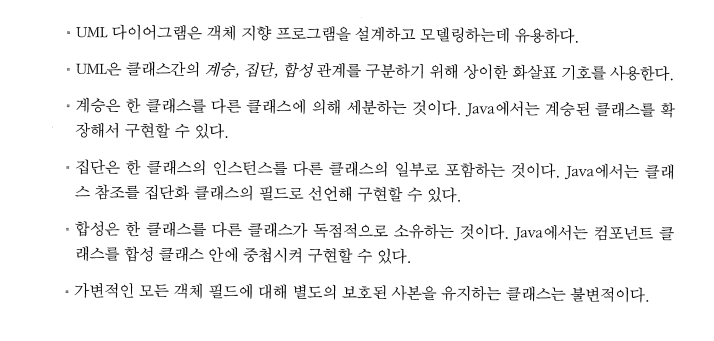 ▪ UML 다이어그램은 객체 지향 프로그램을 설계하고 모델링하는데 유용하다.
▪ UML은 클래스간의 계승, 집단, 합성 관계를 구분하기 위해 상이한 화살표 기호를 사용한다.
▪ 계승은 한 클래스를 다른 클래스에 의해 세분하는 것이다. Java에서는 계승된 클래스를 확
장해서 구현할 수 있다.
▪ 집단은 한 클래스의 인스턴스를 다른 클래스의 일부로 포함하는 것이다. Java에서는 클래
스 참조를 집단화 클래스의 필드로 선언해 구현할 수 있다.
▪ 합성은 한 클래스를 다른 클래스가 독점적으로 소유하는 것이다. Java에서는 컴포넌트 클
래스를 합성 클래스 안에 중첩시켜 구현할 수 있다.
▪ 가변적인 모든 객체 필드에 대해 별도의 보호된 사본을 유지하는 클래스는 불변적이다.